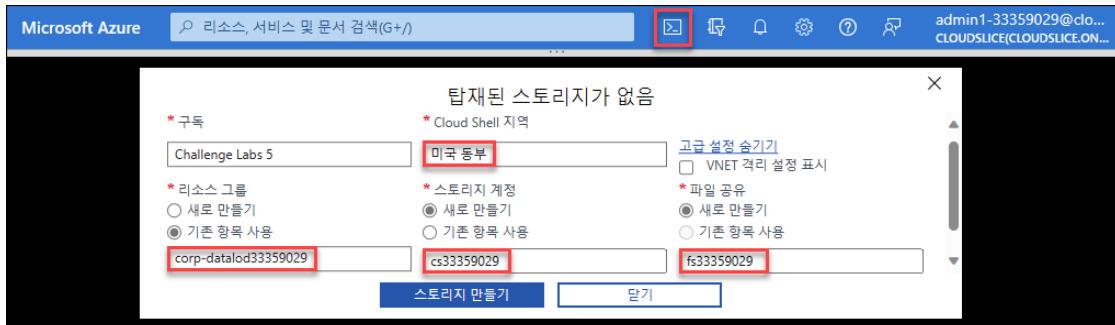 Microsoft Azure
리소스, 서비스 및 문서 검색(G+/)
admin1-33359029@clo...
CLOUDSLICE(CLOUDSLICE.ON...
탑재된 스토리지가 없음
* 구독
* Cloud Shell 지역
Challenge Labs 5
미국 동부
고급 설정 숨기기
VNET 격리 설정 표시
* 리소스 그룹
* 스토리지 계정
* 파일 공유
새로 만들기
새로 만들기
새로 만들기
기존 항목 사용
기존 항목 사용
기존 항목 사용
corp-datalod33359029
cs33359029
fs33359029
스토리지 만들기
닫기